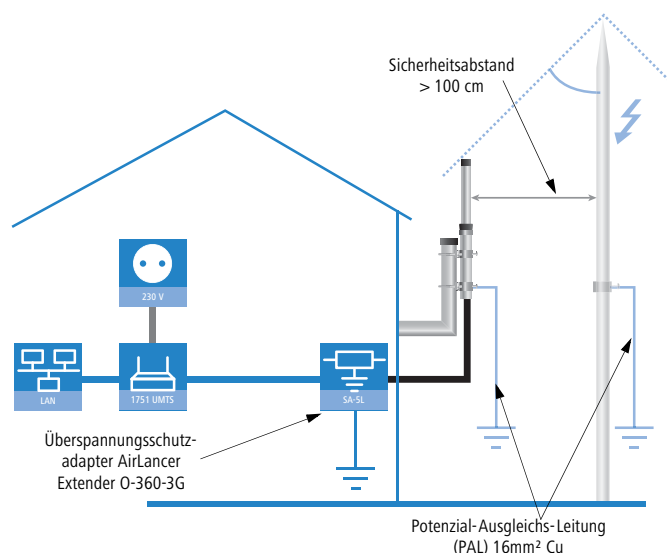 Sicherheitsabstand
> 100 cm
230 V
LAN
1751 UMTS
SA-5L
Überspannungsschutz-
adapter AirLancer
Extender O-360-3G
Potenzial-Ausgleichs-Leitung
(PAL) 16mm² Cu